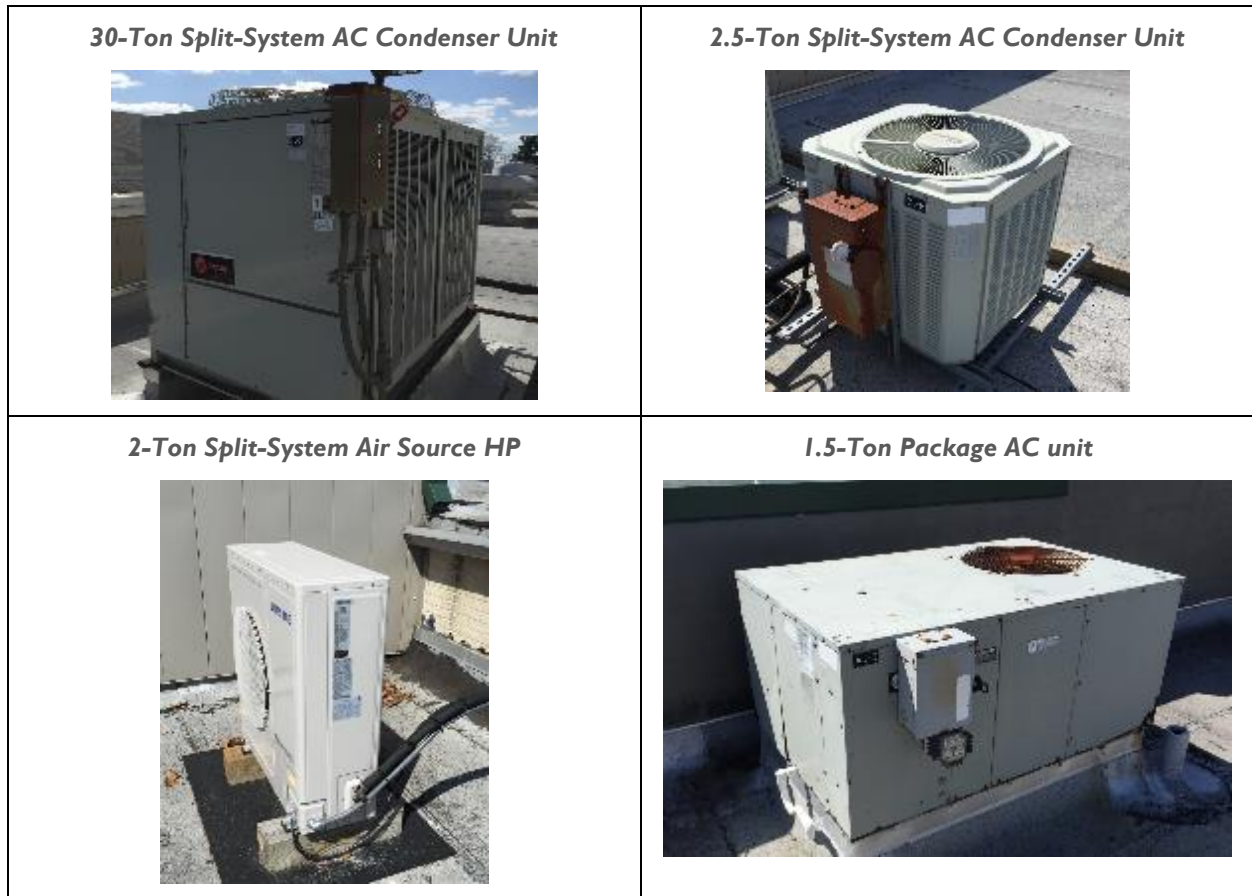 30-Ton Split-System AC Condenser Unit
2.5-Ton Split-System AC Condenser Unit
2-Ton Split-System Air Source HP
1.5-Ton Package AC unit